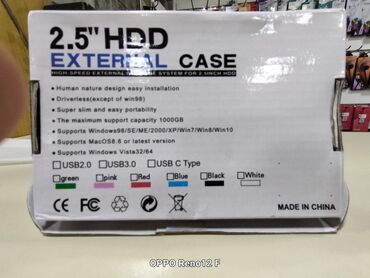 2.5" HDD
EXTERNAL CASE
HIGH-SPEED EXTERNAL STORAGE SYSTEM FOR 2.5INCH HDD
• Human nature design easy installation
• Driverless(except of win98)
• Super slim and easy portability
• The maximum support capacity 1000GB
• Supports Windows98/SE/ME/2000/XP/Win7/Win8/Win10
• Supports MacOS8.6 or latest version
• Supports Windows Vista32/64
USB2.0 USB3.0 USB C Type
green pink Red Blue Black White
CE FC
MADE IN CHINA
OPPO Reno12 F